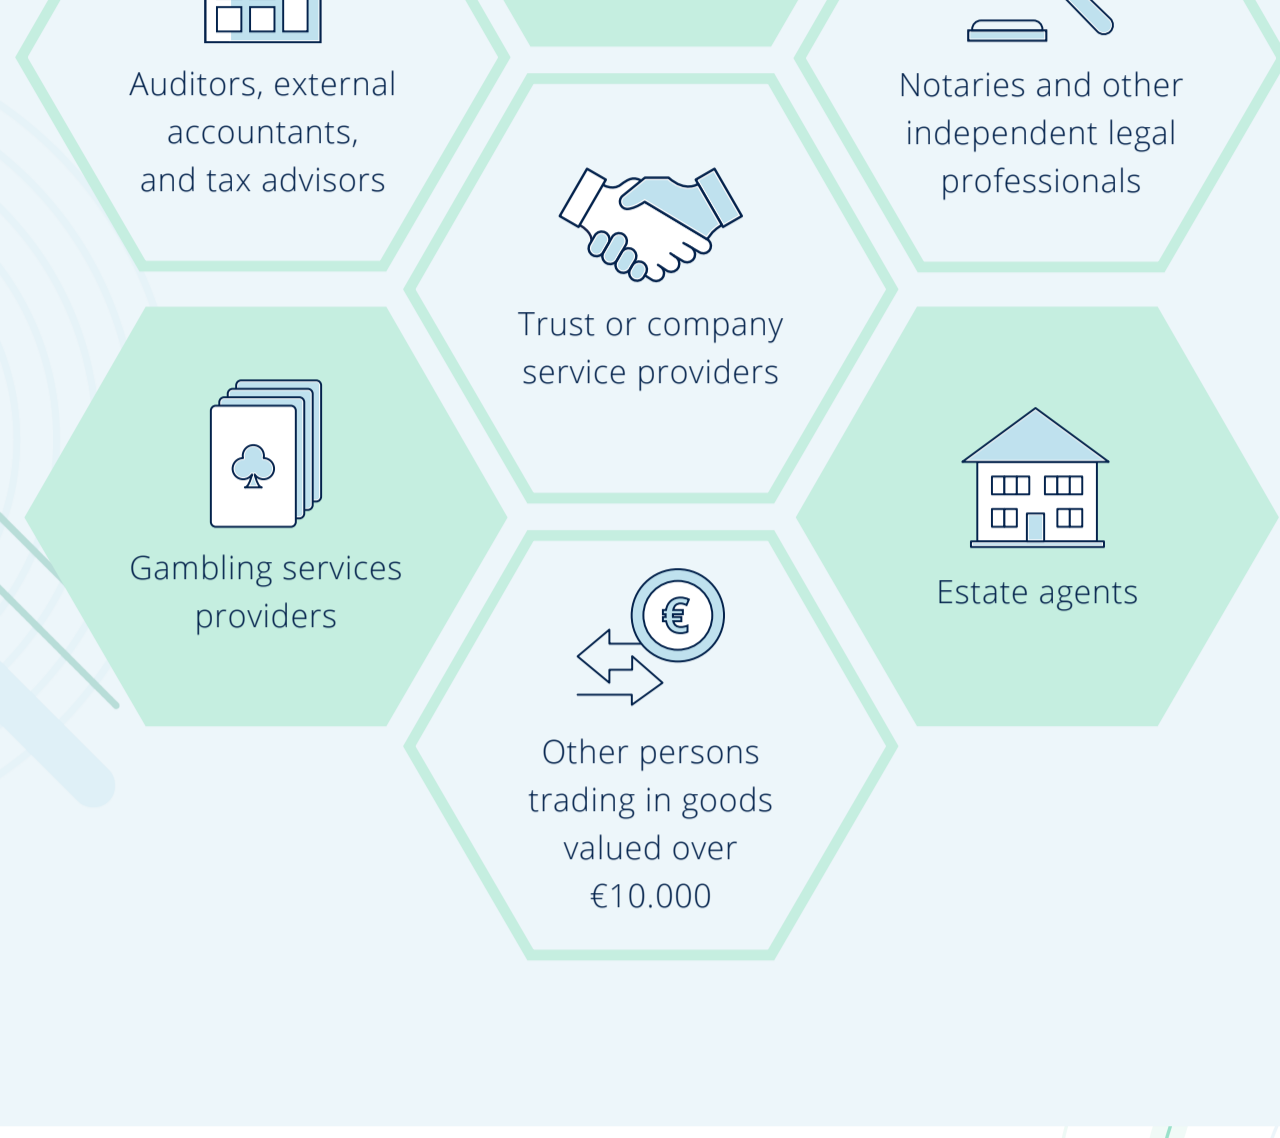 Auditors, external
accountants,
and tax advisors
Notaries and other
independent legal
professionals
Trust or company
service providers
Gambling services
providers
Estate agents
€
Other persons
trading in goods
valued over
€10.000